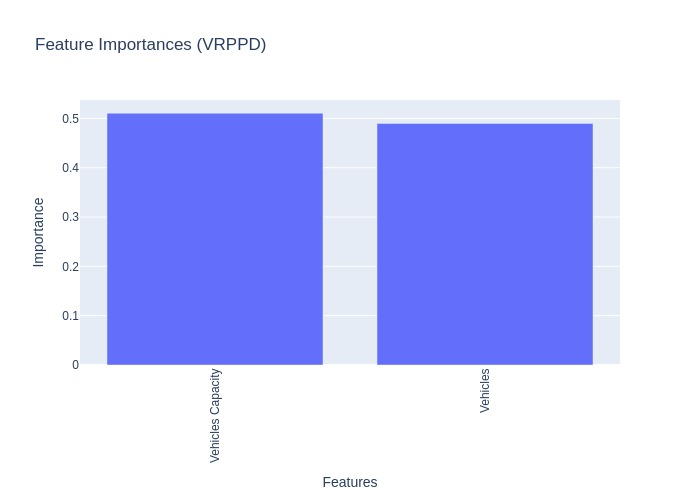 Feature Importances (VRPPD)
0.5
0.4
0.3
0.2
0.1
0
Importance
Vehicles Capacity
Vehicles
Features